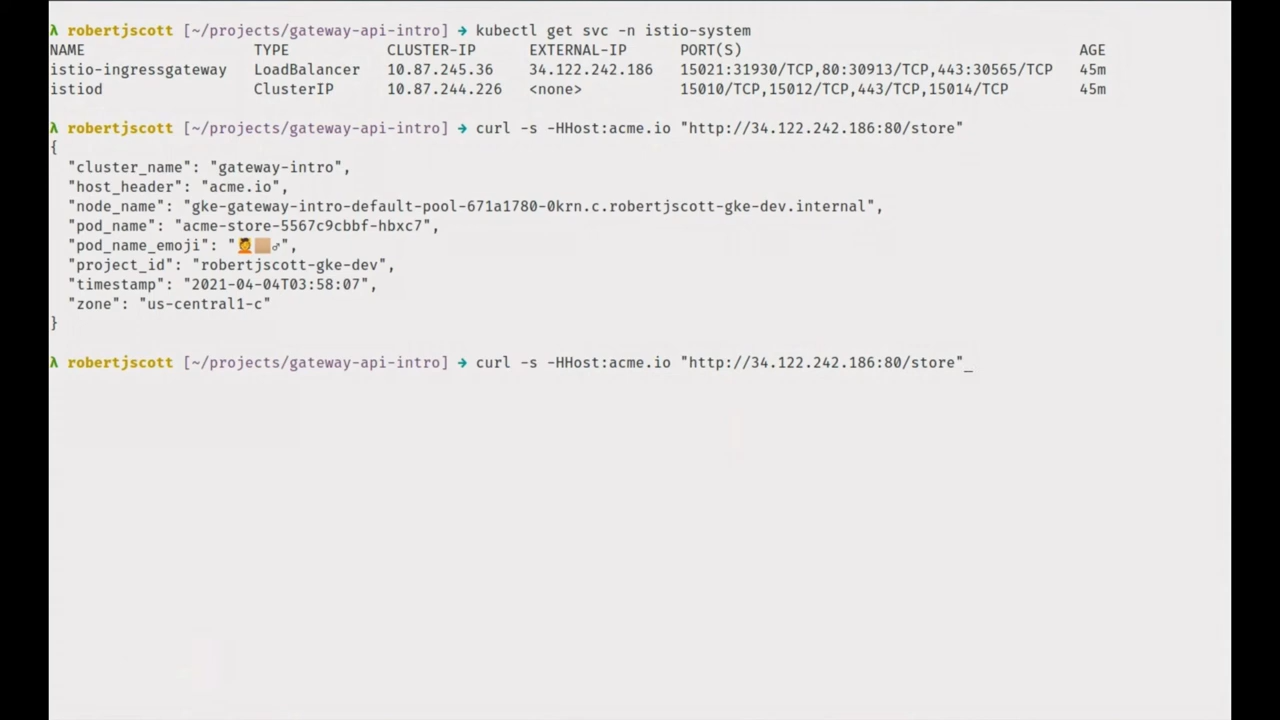 λ robertjscott [~/projects/gateway-api-intro] → kubectl get svc -n istio-system
NAME TYPE CLUSTER-IP EXTERNAL-IP PORT(S) AGE
istio-ingressgateway LoadBalancer 10.87.245.36 34.122.242.186 15021:31930/TCP,80:30913/TCP,443:30565/TCP 45m
istiod ClusterIP 10.87.244.226 <none> 15010/TCP,15012/TCP,443/TCP,15014/TCP 45m
λ robertjscott [~/projects/gateway-api-intro] → curl -s -HHost:acme.io "http://34.122.242.186:80/store"
{
"cluster_name": "gateway-intro",
"host_header": "acme.io",
"node_name": "gke-gateway-intro-default-pool-671a1780-0krn.c.robertjscott-gke-dev.internal",
"pod_name": "acme-store-5567c9cbbf-hbxc7",
"pod_name_emoji": "💆🏼♂",
"project_id": "robertjscott-gke-dev",
"timestamp": "2021-04-04T03:58:07",
"zone": "us-central1-c"
}
λ robertjscott [~/projects/gateway-api-intro] → curl -s -HHost:acme.io "http://34.122.242.186:80/store"_